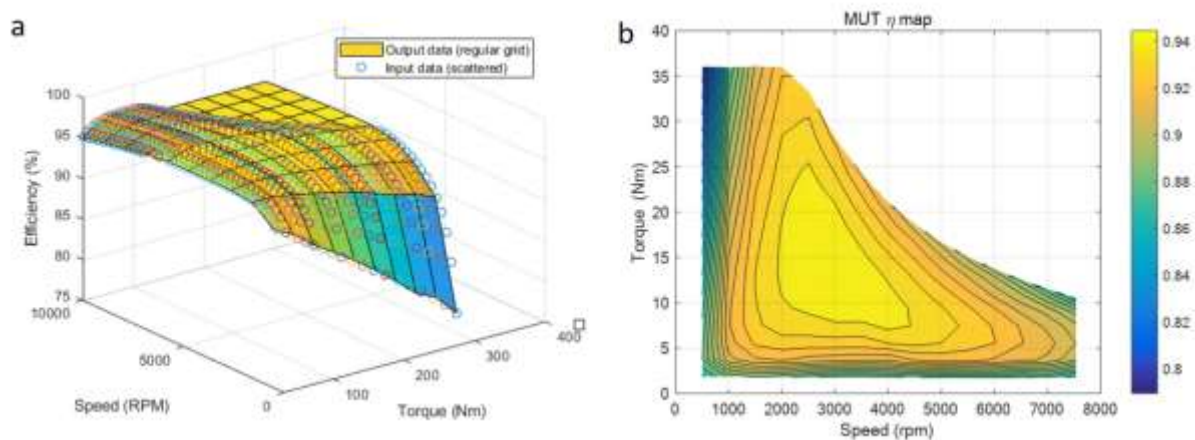 a
Output data (regular grid)
Input data (scattered)
100
95
90
85
80
75
Efficiency (%)
10000
5000
0
Speed (RPM)
100
200
300
400
Torque (Nm)
b
MUT η map
40
35
30
25
20
15
10
5
0
Torque (Nm)
0 1000 2000 3000 4000 5000 6000 7000 8000
Speed (rpm)
0.94
0.92
0.9
0.88
0.86
0.84
0.82
0.8